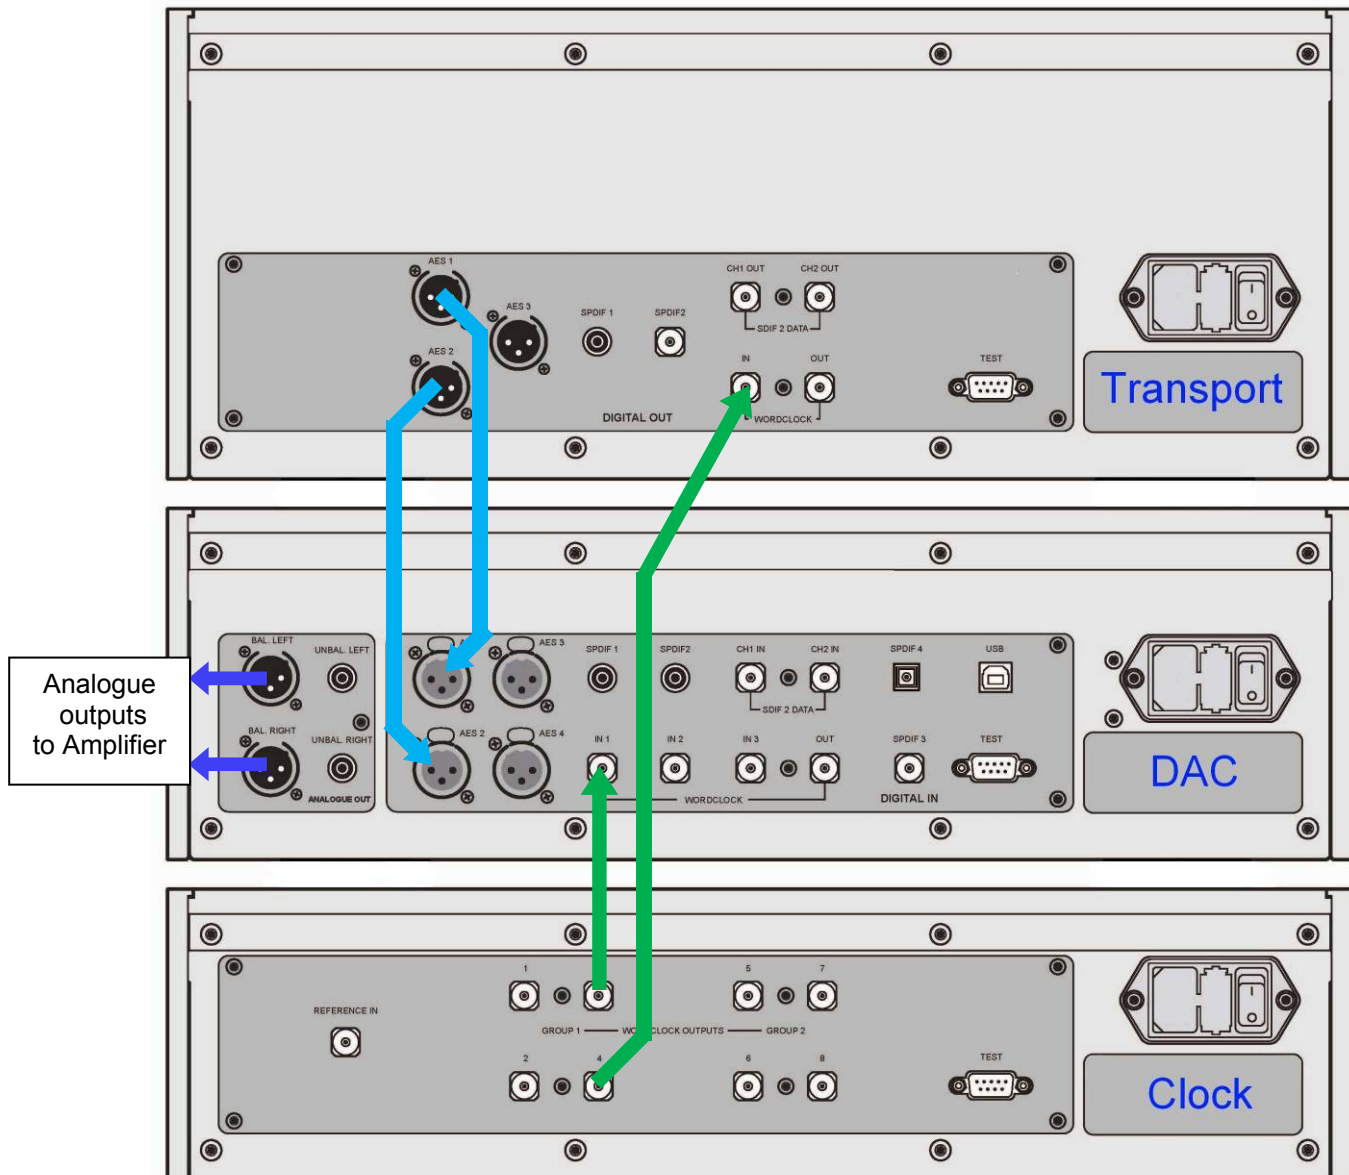 AES 1
AES 3
SPDIF 1
SPDIF2
CH1 OUT
CH2 OUT
SDIF 2 DATA
AES 2
IN
OUT
TEST
WORDCLOCK
DIGITAL OUT
Transport
BAL. LEFT
UNBAL. LEFT
AES 3
SPDIF 1
SPDIF2
CH1 IN
CH2 IN
SPDIF 4
USB
SDIF 2 DATA
Analogue
outputs
to Amplifier
BAL. RIGHT
UNBAL. RIGHT
AES 2
AES 4
IN 1
IN 2
IN 3
OUT
SPDIF 3
TEST
ANALOGUE OUT
WORDCLOCK
DIGITAL IN
DAC
1
5
7
REFERENCE IN
GROUP 1
WORDCLOCK OUTPUTS
GROUP 2
2
4
6
8
TEST
Clock